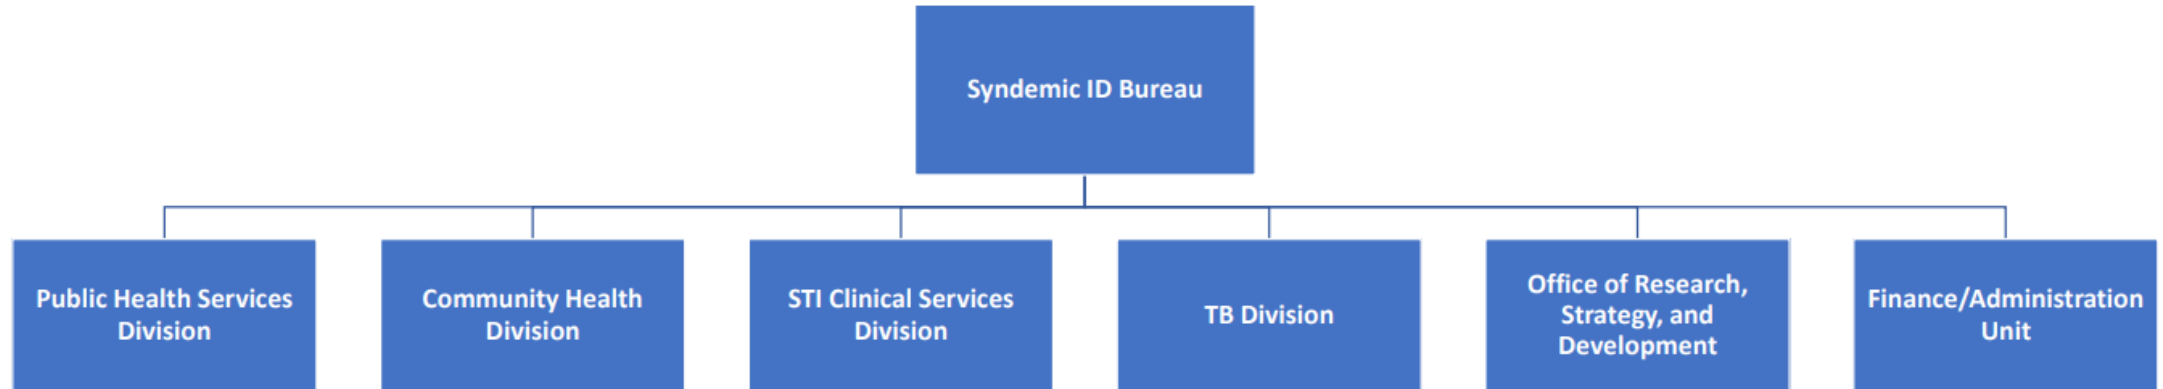 Syndemic ID Bureau
Public Health Services
Division
Community Health
Division
STI Clinical Services
Division
TB Division
Office of Research,
Strategy, and
Development
Finance/Administration
Unit